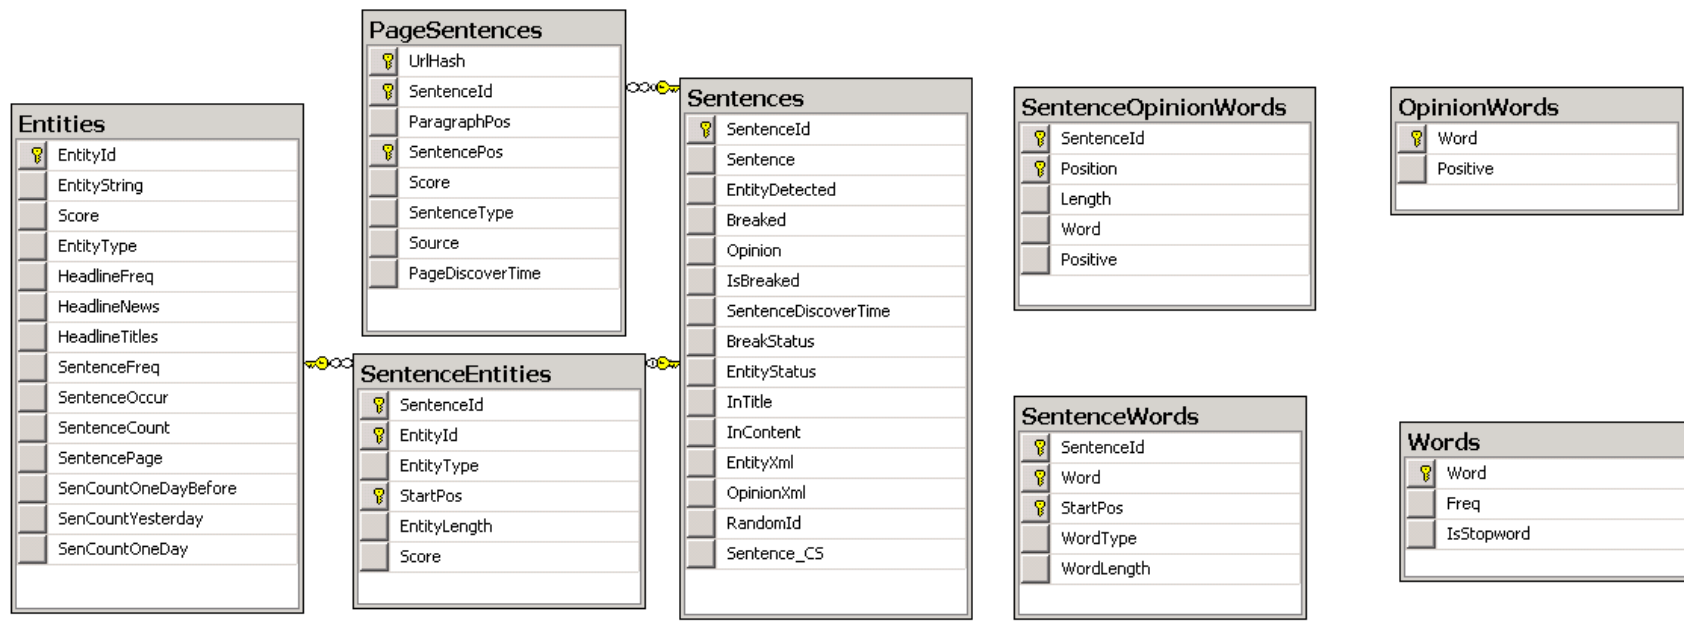 PageSentences
UrlHash
SentenceId
ParagraphPos
SentencePos
Score
SentenceType
Source
PageDiscoverTime
Entities
EntityId
EntityString
Score
EntityType
HeadlineFreq
HeadlineNews
HeadlineTitles
SentenceFreq
SentenceOccur
SentenceCount
SentencePage
SenCountOneDayBefore
SenCountYesterday
SenCountOneDay
SentenceEntities
SentenceId
EntityId
EntityType
StartPos
EntityLength
Score
Sentences
SentenceId
Sentence
EntityDetected
Breaked
Opinion
IsBreaked
SentenceDiscoverTime
BreakStatus
EntityStatus
InTitle
InContent
EntityXml
OpinionXml
RandomId
Sentence_CS
SentenceOpinionWords
SentenceId
Position
Length
Word
Positive
OpinionWords
Word
Positive
SentenceWords
SentenceId
Word
StartPos
WordType
WordLength
Words
Word
Freq
IsStopword